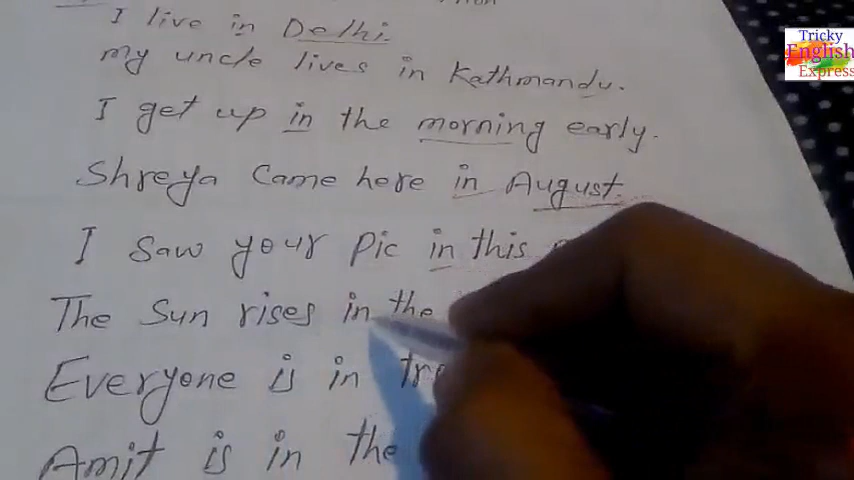 I live in Delhi.
my uncle lives in Kathmandu.
I get up in the morning early.
Shreya came here in August.
I saw your pic in this
The Sun rises in the
Everyone is in
Amit is in the
Tricky
English
Express